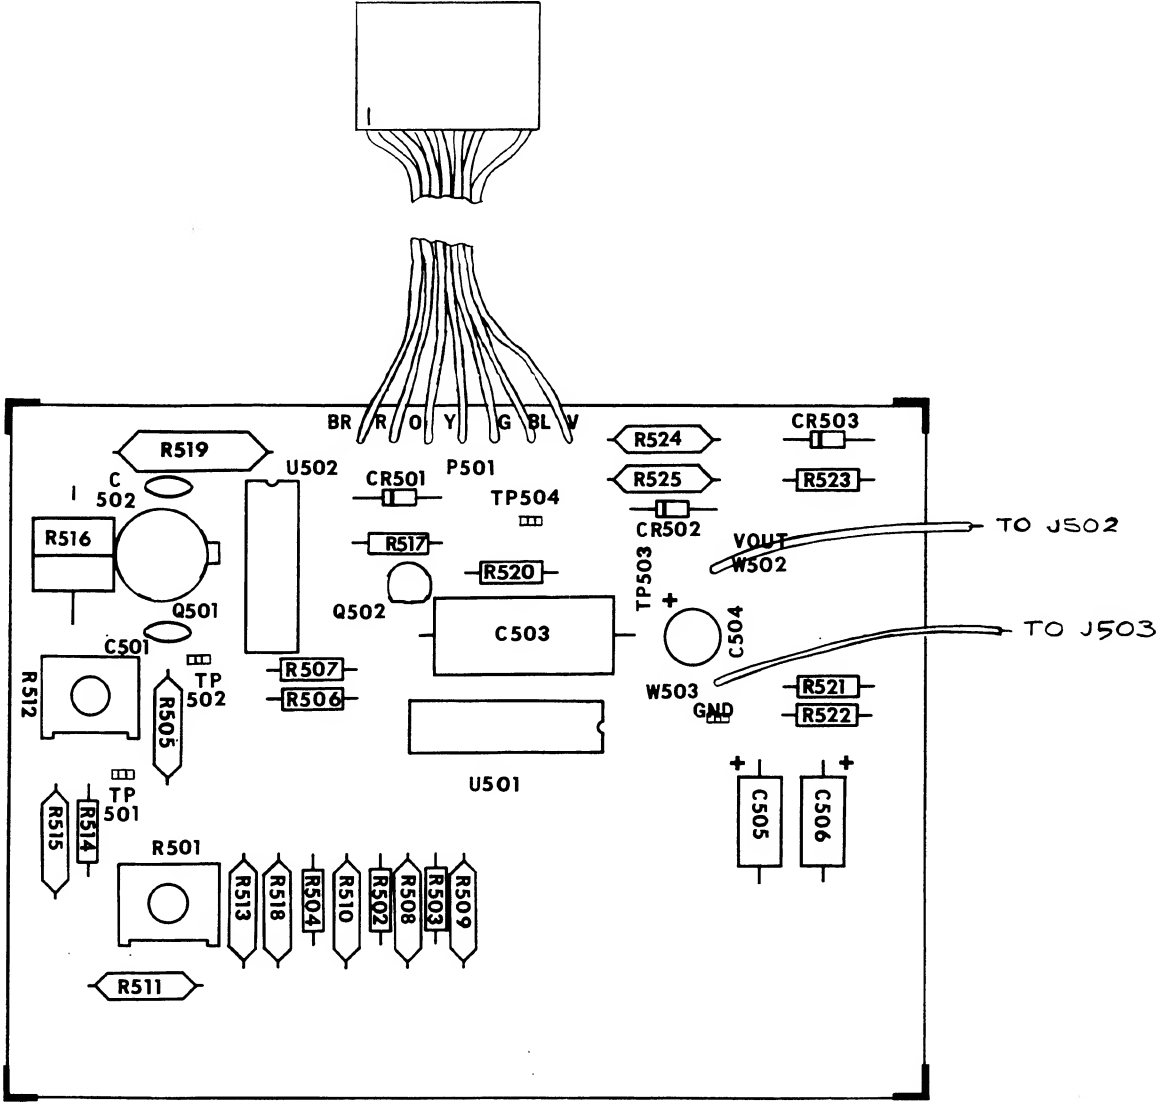 BR R O Y G BL V
CR503
R519
R524
U502
P501
CR501
R525
R523
C
502
TP504
CR502
TO J502
R516
R517
VOUT
W502
R520
TP503
Q501
Q502
+
C503
C504
TO J503
C501
R507
TP
502
R506
R512
R505
W503
GND
R521
R522
U501
+
+
TP
501
C505
C506
R515
R514
R501
R513
R518
R504
R510
R502
R508
R503
R509
R511